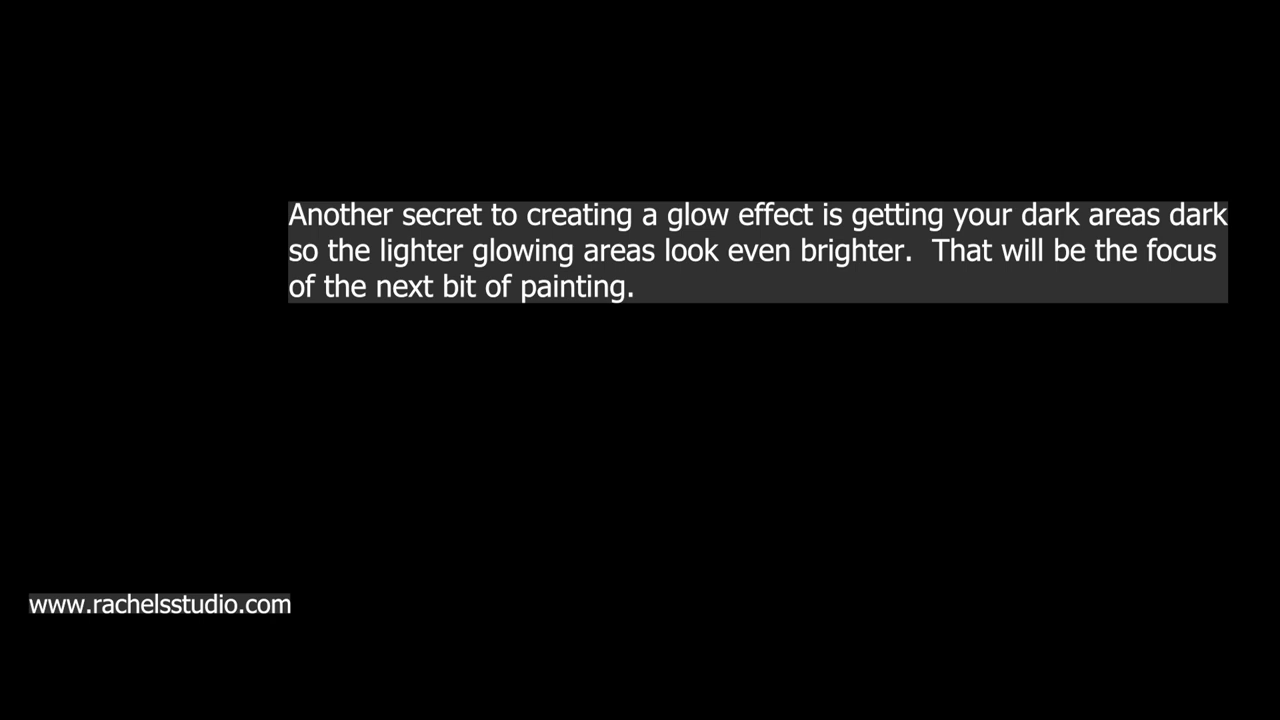 Another secret to creating a glow effect is getting your dark areas dark
so the lighter glowing areas look even brighter.  That will be the focus
of the next bit of painting.
www.rachelsstudio.com